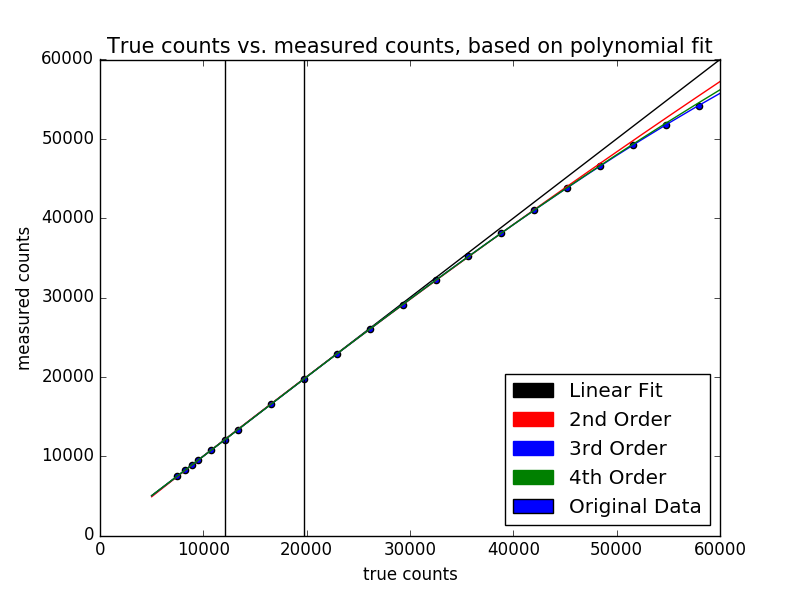 True counts vs. measured counts, based on polynomial fit
60000
50000
40000
30000
20000
10000
0
measured counts
0 10000 20000 30000 40000 50000 60000
true counts
Linear Fit
2nd Order
3rd Order
4th Order
Original Data